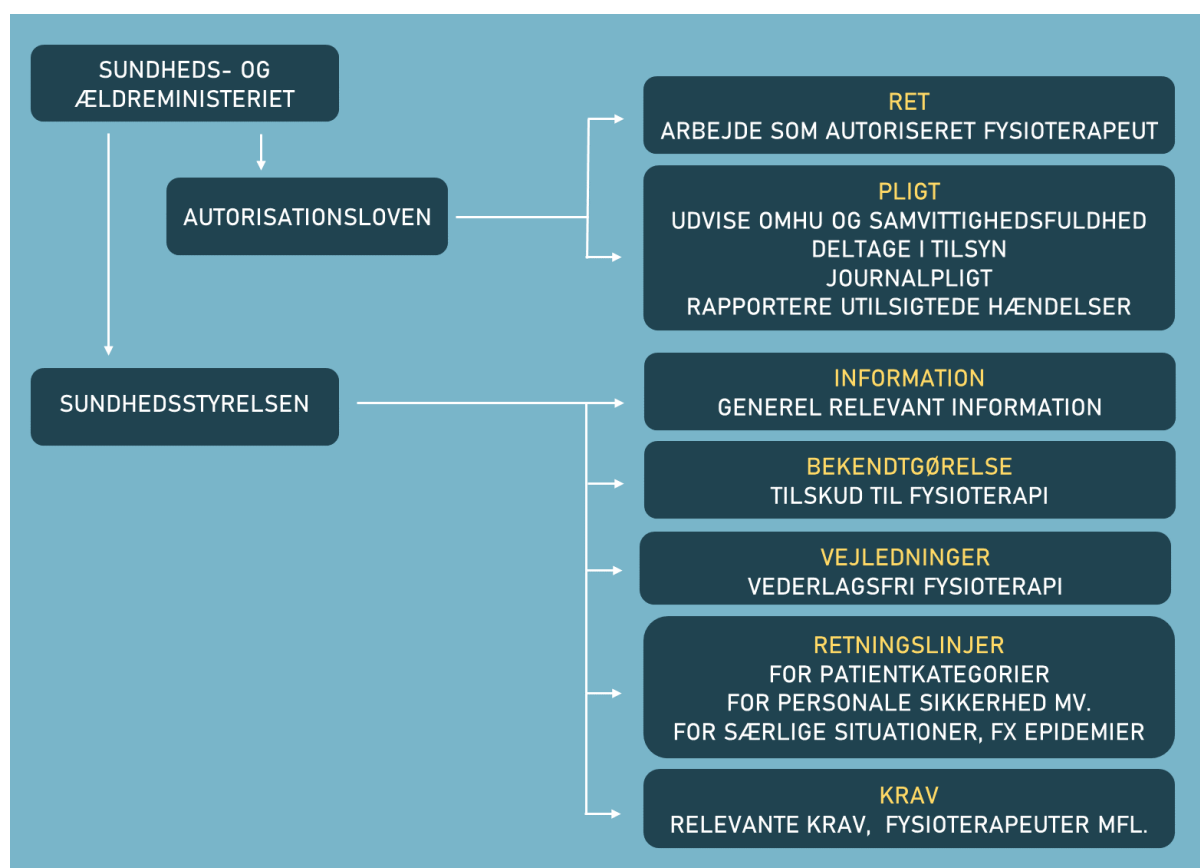 SUNDHEDS- OG
ÆLDREMINISTERIET
AUTORISATIONSLOVEN
RET
ARBEJDE SOM AUTORISERET FYSIOTERAPEUT
PLIGT
UDVISE OMHU OG SAMVITTIGHEDSFULDHED
DELTAGE I TILSYN
JOURNALPLIGT
RAPPORTERE UTILSIGTEDE HÆNDELSER
SUNDHEDSSTYRELSEN
INFORMATION
GENEREL RELEVANT INFORMATION
BEKENDTGØRELSE
TILSKUD TIL FYSIOTERAPI
VEJLEDNINGER
VEDERLAGSFRI FYSIOTERAPI
RETNINGSLINJER
FOR PATIENTKATEGORIER
FOR PERSONALE SIKKERHED MV.
FOR SÆRLIGE SITUATIONER, FX EPIDEMIER
KRAV
RELEVANTE KRAV, FYSIOTERAPEUTER MFL.